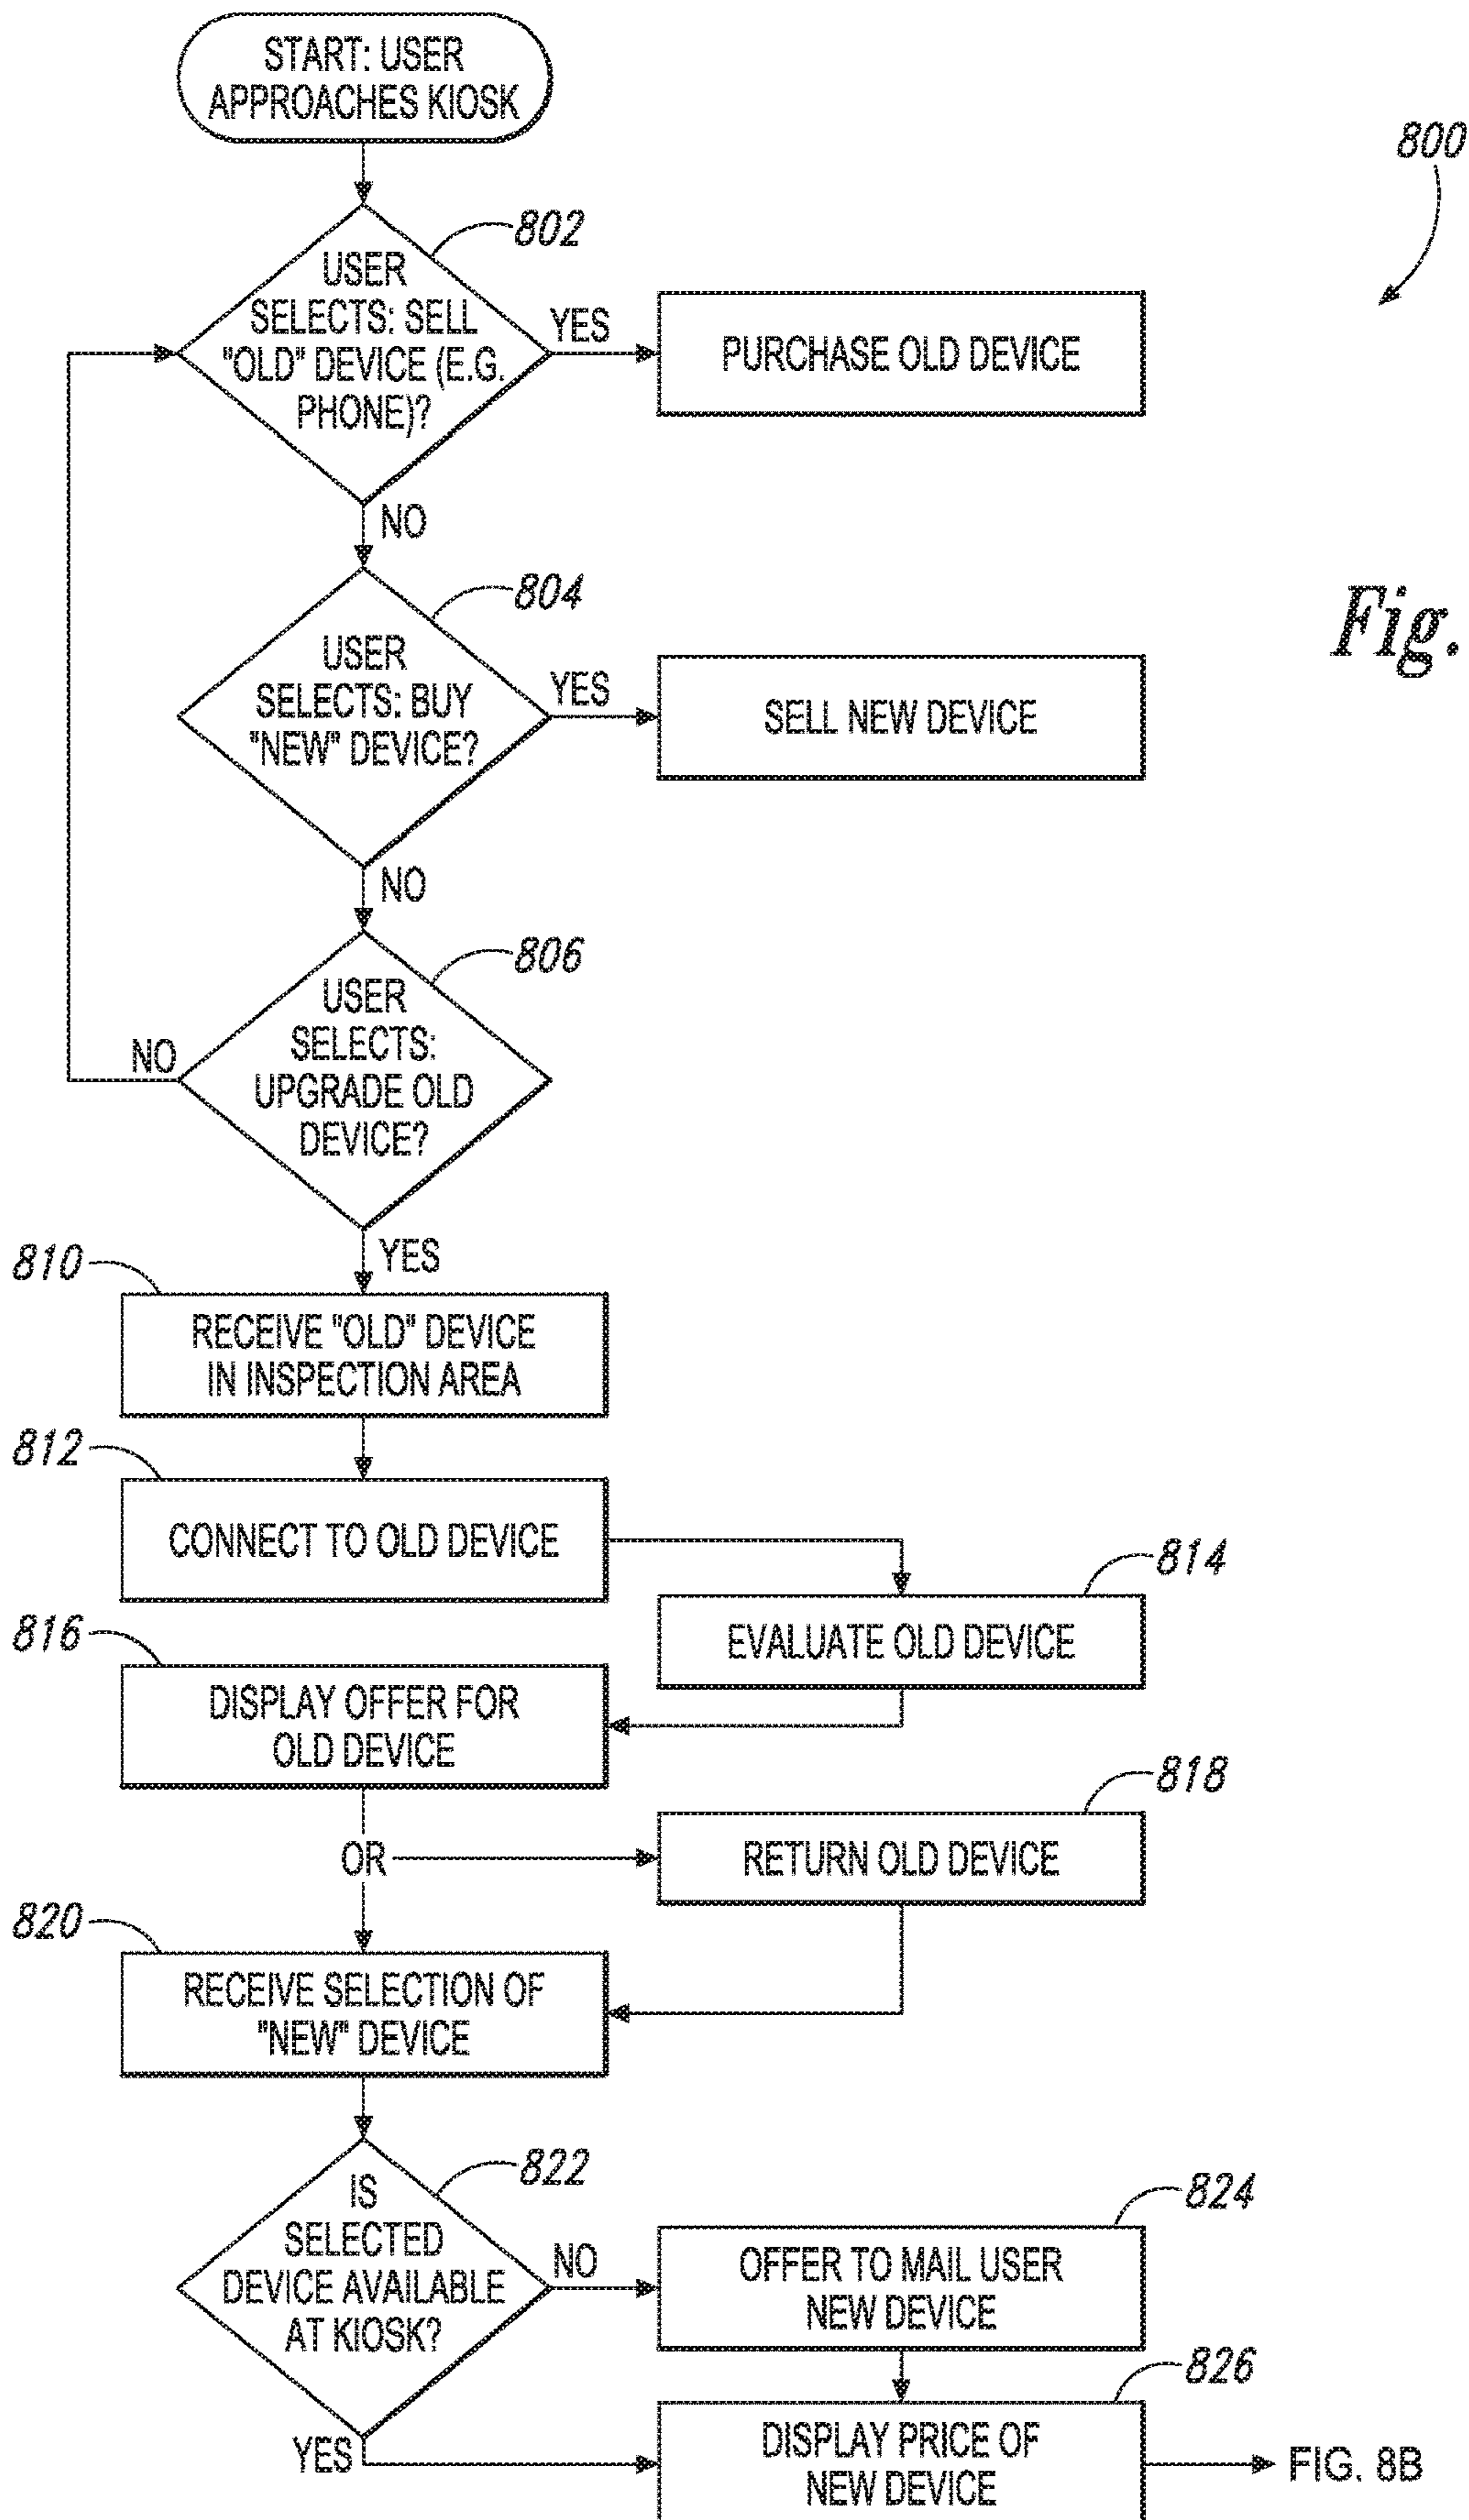 START: USER
APPROACHES KIOSK
800
802
USER
SELECTS: SELL
"OLD" DEVICE (E.G.
PHONE)?
YES
PURCHASE OLD DEVICE
NO
Fig.
804
USER
SELECTS: BUY
"NEW" DEVICE?
YES
SELL NEW DEVICE
NO
806
USER
SELECTS:
UPGRADE OLD
DEVICE?
NO
YES
810
RECEIVE "OLD" DEVICE
IN INSPECTION AREA
812
CONNECT TO OLD DEVICE
814
EVALUATE OLD DEVICE
816
DISPLAY OFFER FOR
OLD DEVICE
818
OR
RETURN OLD DEVICE
820
RECEIVE SELECTION OF
"NEW" DEVICE
822
IS
SELECTED
DEVICE AVAILABLE
AT KIOSK?
NO
824
OFFER TO MAIL USER
NEW DEVICE
826
YES
DISPLAY PRICE OF
NEW DEVICE
FIG. 8B